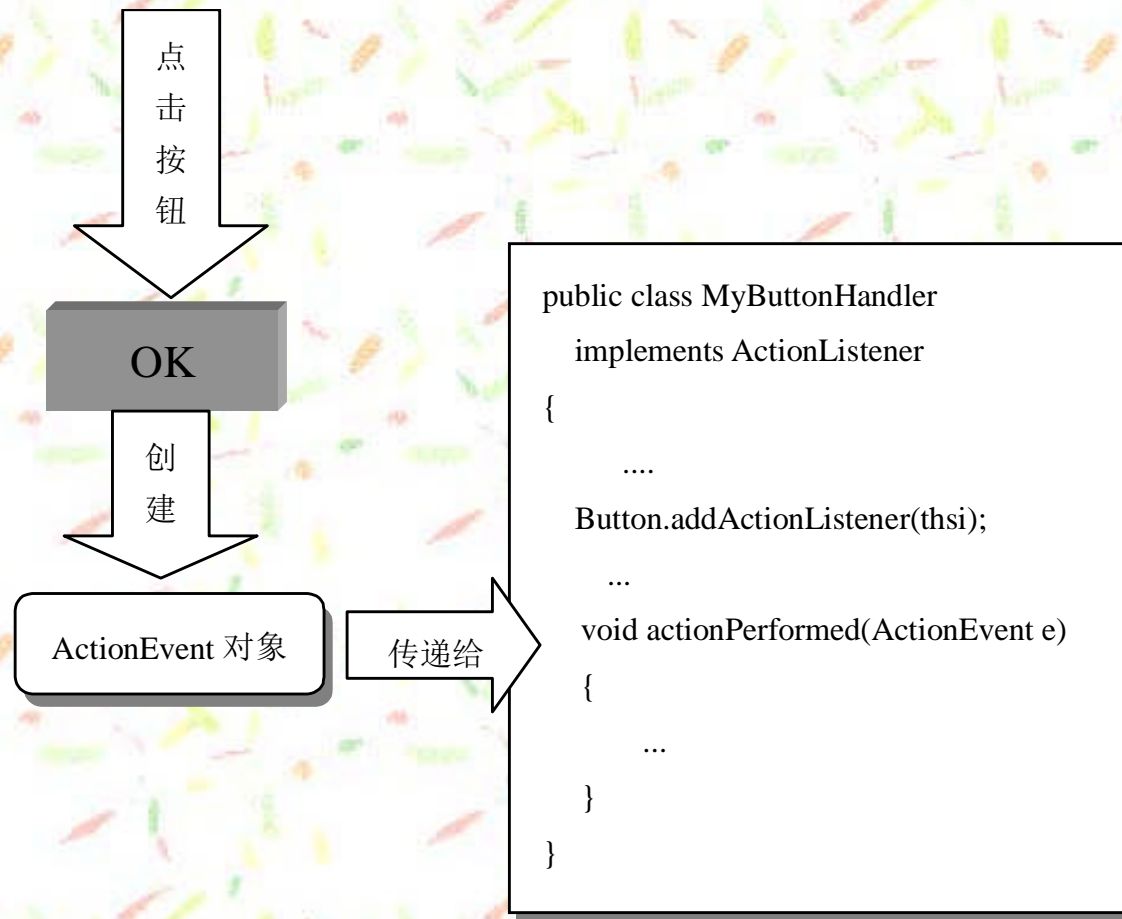 点击按钮
OK
创建
ActionEvent 对象
传递给
public class MyButtonHandler
implements ActionListener
{
....
Button.addActionListener(thsi);
...
void actionPerformed(ActionEvent e)
{
...
}
}